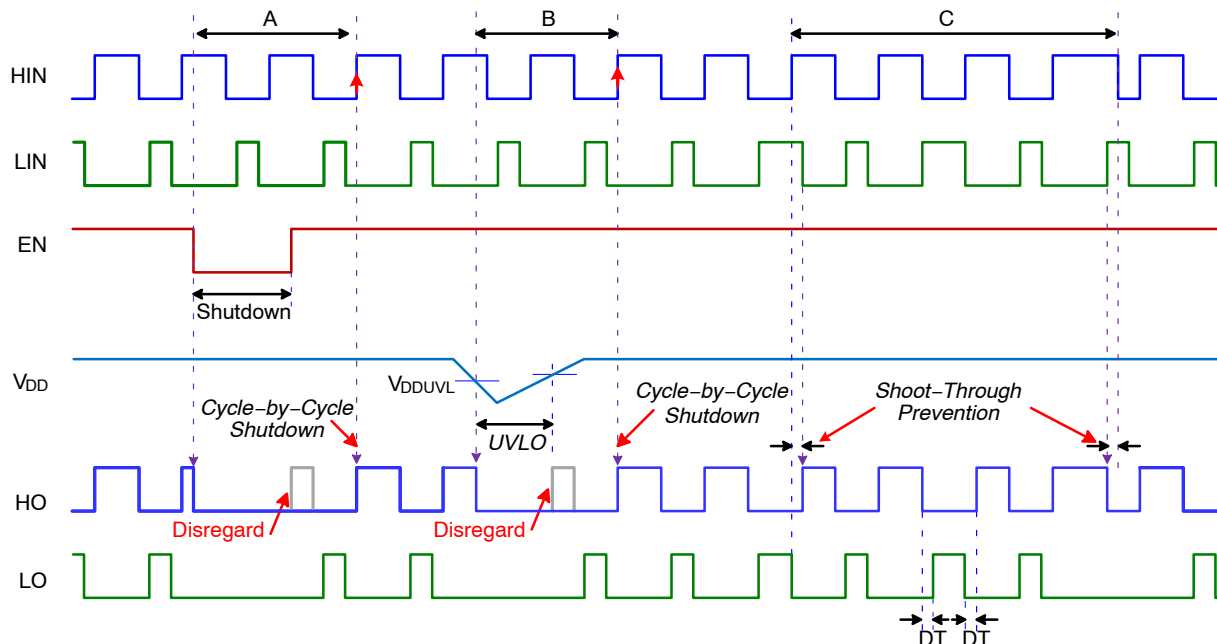 A
B
C
HIN
LIN
EN
Shutdown
VDD
VDDUVL
Cycle−by−Cycle
Shutdown
UVLO
Cycle−by−Cycle
Shutdown
Shoot−Through
Prevention
HO
Disregard
Disregard
LO
DT
DT